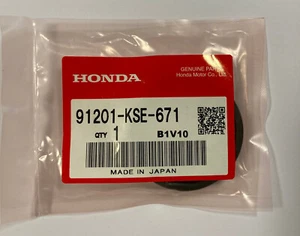 GENUINE PARTS
Honda Motor Co., Ltd.
HONDA
91201-KSE-671
QTY 1 B1V10
MADE IN JAPAN